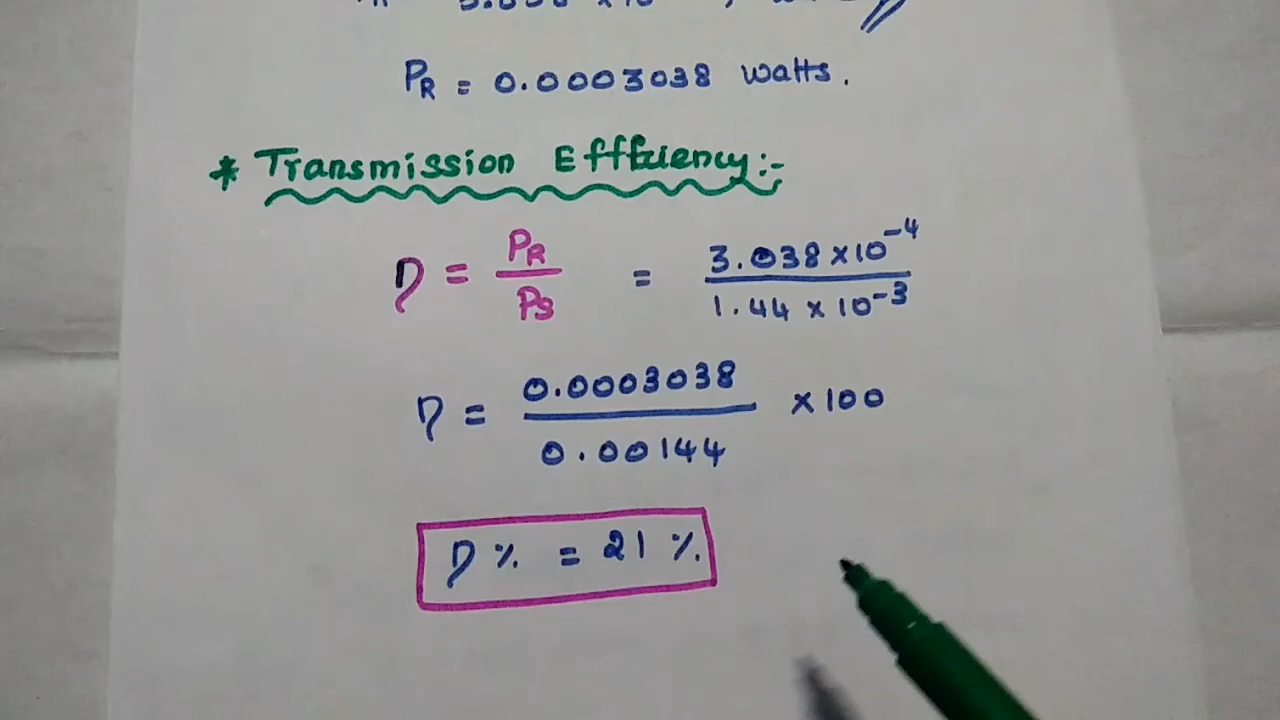 PR = 0.0003038 watts.
* Transmission Efffiuency:-
η = PR/PS = 3.038 × 10⁻⁴/1.44 × 10⁻³
η = 0.0003038/0.00144 × 100
η % = 21 %.